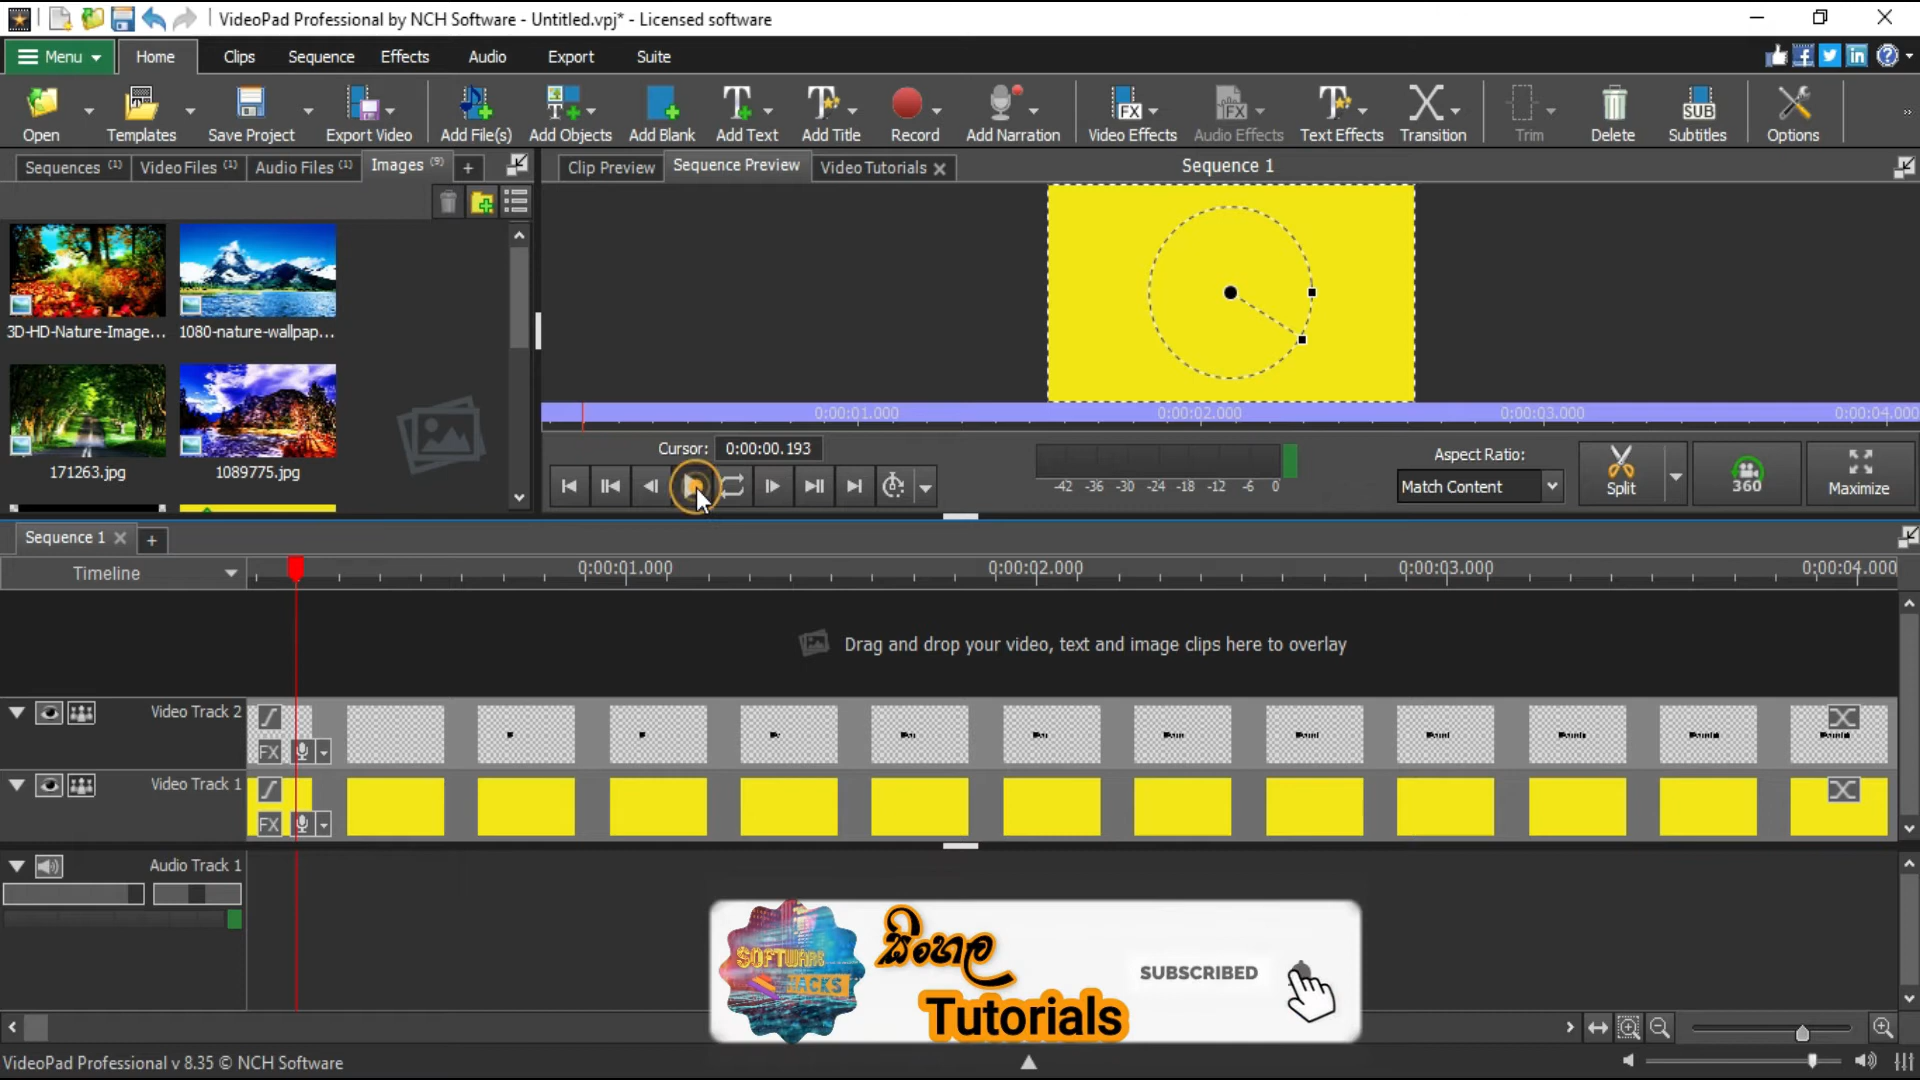 VideoPad Professional by NCH Software - Untitled.vpj* - Licensed software
Menu Home Clips Sequence Effects Audio Export Suite
Open Templates Save Project Export Video Add File(s) Add Objects Add Blank Add Text Add Title Record Add Narration Video Effects Audio Effects Text Effects Transition Trim Delete Subtitles Options
Sequences (1) Video Files (1) Audio Files (1) Images (9) +
Clip Preview Sequence Preview Video Tutorials Sequence 1
3D-HD-Nature-Image... 1080-nature-wallpap...
171263.jpg 1089775.jpg
0:00:01.000 0:00:02.000 0:00:03.000 0:00:04.000
Cursor: 0:00:00.193
-42 -36 -30 -24 -18 -12 -6 0
Aspect Ratio:
Match Content
Split 360 Maximize
Sequence 1 +
Timeline 0:00:01.000 0:00:02.000 0:00:03.000 0:00:04.000
Drag and drop your video, text and image clips here to overlay
Video Track 2
FX
Video Track 1
FX
Audio Track 1
SOFTWARE HACKS
සිංහල
Tutorials
SUBSCRIBED
VideoPad Professional v 8.35 © NCH Software